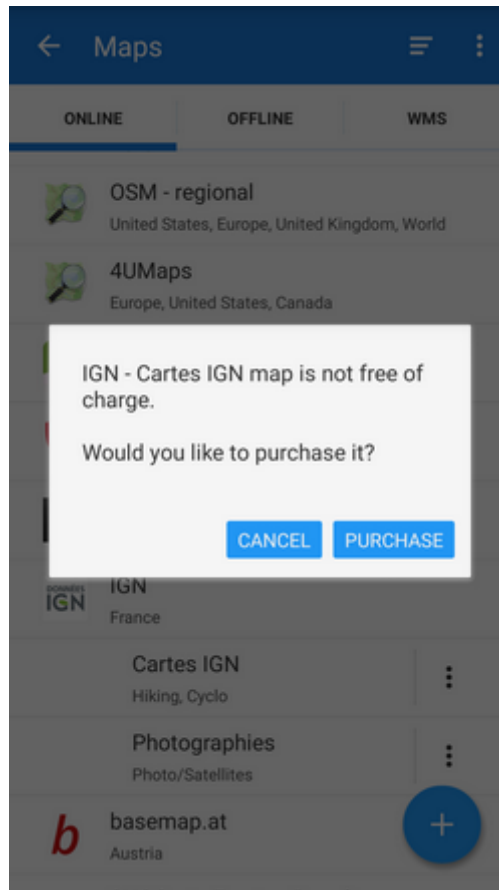 Maps
ONLINE
OFFLINE
WMS
OSM - regional
United States, Europe, United Kingdom, World
4UMaps
Europe, United States, Canada
IGN - Cartes IGN map is not free of
charge.
Would you like to purchase it?
CANCEL
PURCHASE
DONNÉES
IGN
IGN
France
Cartes IGN
Hiking, Cyclo
Photographies
Photo/Satellites
b
basemap.at
Austria